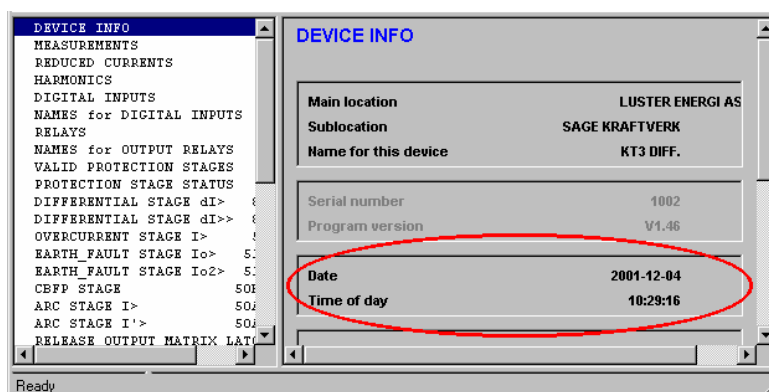 DEVICE INFO
MEASUREMENTS
REDUCED CURRENTS
HARMONICS
DIGITAL INPUTS
NAMES for DIGITAL INPUTS
RELAYS
NAMES for OUTPUT RELAYS
VALID PROTECTION STAGES
PROTECTION STAGE STATUS
DIFFERENTIAL STAGE dI>
DIFFERENTIAL STAGE dI>>
OVERCURRENT STAGE I>
EARTH_FAULT STAGE Io>
EARTH_FAULT STAGE Io2>
CBFP STAGE
ARC STAGE I>
ARC STAGE I'>
RELEASE OUTPUT MATRIX
DEVICE INFO
Main location LUSTER ENERGI AS
Sublocation SAGE KRAFTVERK
Name for this device KT3 DIFF.
Serial number 1002
Program version V1.46
Date 2001-12-04
Time of day 10:29:16
Ready